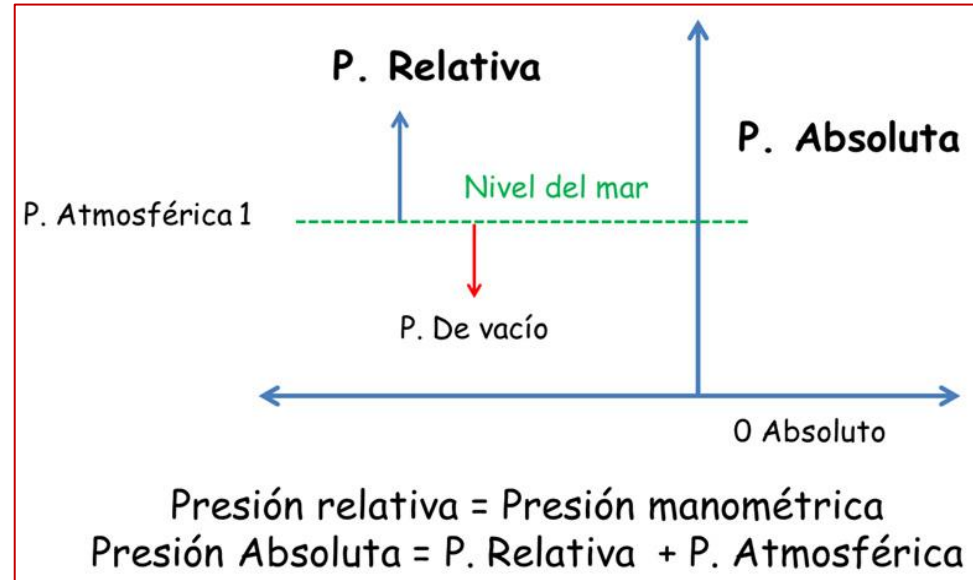 P. Relativa
P. Absoluta
Nivel del mar
P. Atmosférica 1
P. De vacío
0 Absoluto
Presión relativa = Presión manométrica
Presión Absoluta = P. Relativa + P. Atmosférica